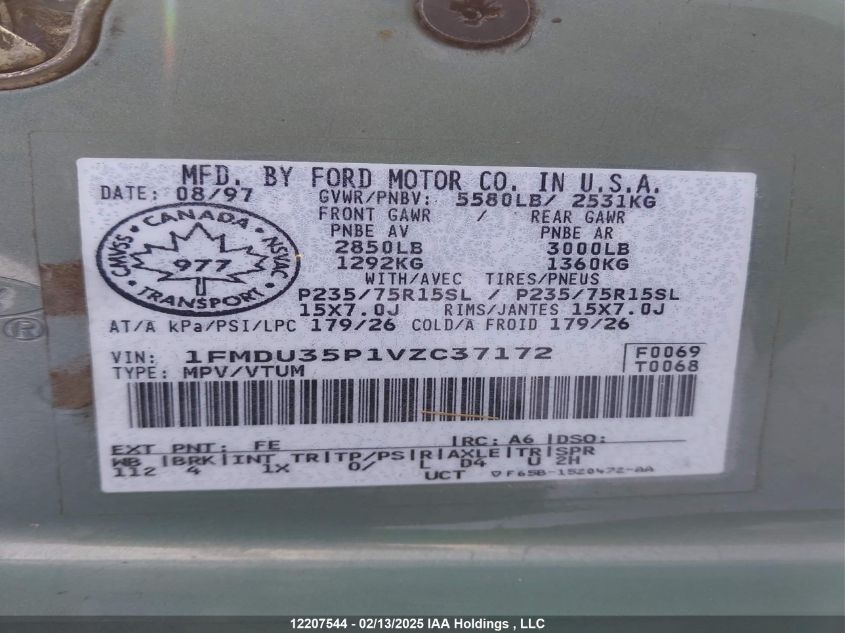 MFD. BY FORD MOTOR CO. IN U.S.A.
DATE: 08/97 GVWR/PNBV: 5580LB/ 2531KG
FRONT GAWR / REAR GAWR
PNBE AV PNBE AR
2850LB 3000LB
1292KG 1360KG
CANADA
CMVSS 977 NSVAC
TRANSPORT
WITH/AVEC TIRES/PNEUS
P235/75R15SL / P235/75R15SL
15X7.0J RIMS/JANTES 15X7.0J
AT/A kPa/PSI/LPC 179/26 COLD/A FROID 179/26
VIN: 1FMDU35P1VZC37172 F0069
TYPE: MPV/VTUM T0068
EXT PNT: FE RC: A6 DSO:
WB BRK INT TR TP/PS R AXLE TR SPR
112 4 1X 0/ L D4 U 2H
UCT F65B-1520472-AA
®
12207544 - 02/13/2025 IAA Holdings , LLC